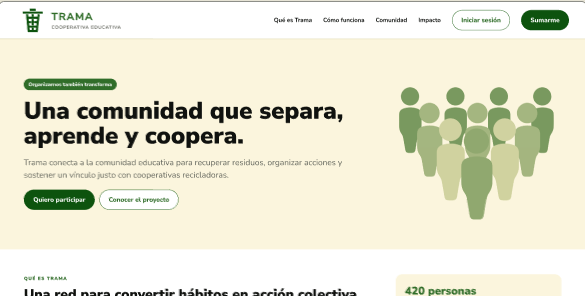 TRAMA
COOPERATIVA EDUCATIVA
Qué es Trama
Cómo funciona
Comunidad
Impacto
Iniciar sesión
Sumarme
Organizarnos también transforma
Una comunidad que separa,
aprende y coopera.
Trama conecta a la comunidad educativa para recuperar residuos, organizar acciones y
sostener un vínculo justo con cooperativas recicladoras.
Quiero participar
Conocer el proyecto
QUÉ ES TRAMA
Una red para convertir hábitos en acción colectiva
420 personas